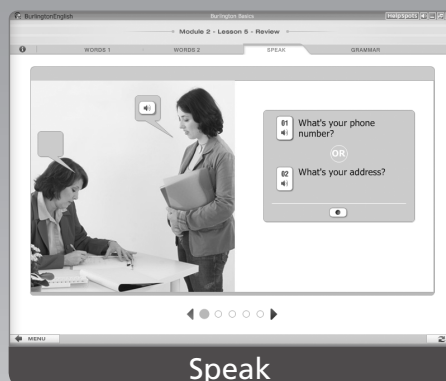 BurlingtonEnglish
Burlington Basics
HelpSpots
Module 2 - Lesson 5 - Review
WORDS 1
WORDS 2
SPEAK
GRAMMAR
01 What's your phone
number?
OR
02 What's your address?
MENU
Speak